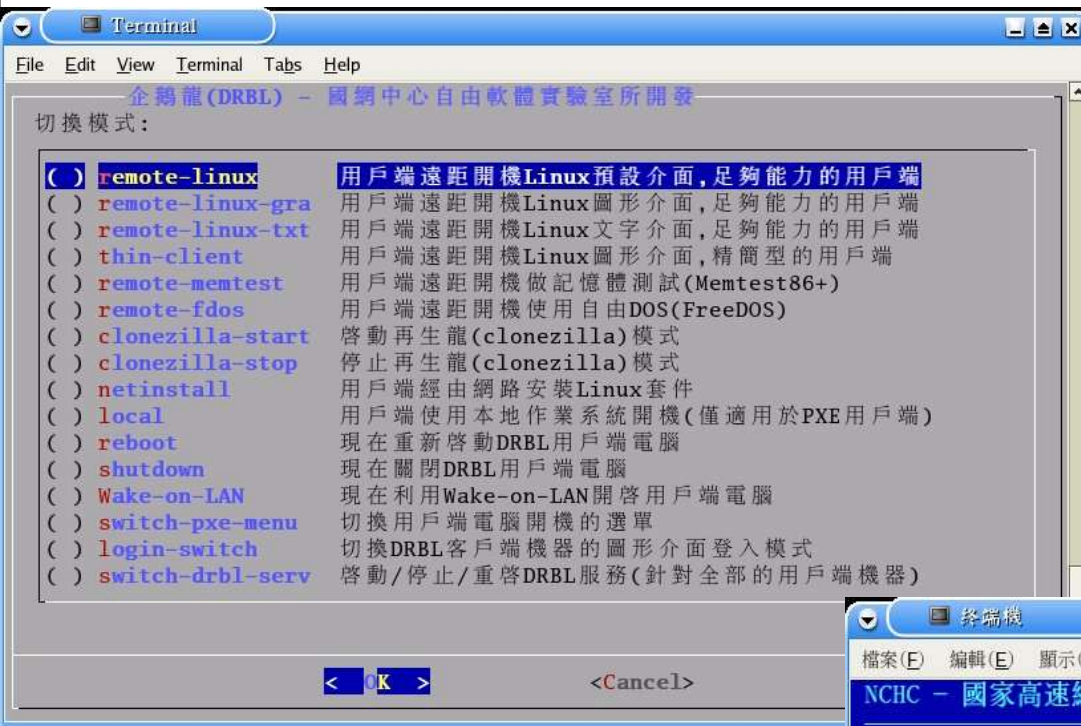 Terminal
File Edit View Terminal Tabs Help
企鵝龍(DRBL) - 國網中心自由軟體實驗室所開發
切換模式:
( ) remote-linux 用戶端遠距開機Linux預設介面,足夠能力的用戶端
( ) remote-linux-gra 用戶端遠距開機Linux圖形介面,足夠能力的用戶端
( ) remote-linux-txt 用戶端遠距開機Linux文字介面,足夠能力的用戶端
( ) thin-client 用戶端遠距開機Linux圖形介面,精簡型的用戶端
( ) remote-memtest 用戶端遠距開機做記憶體測試(Memtest86+)
( ) remote-fdos 用戶端遠距開機使用自由DOS(FreeDOS)
( ) clonezilla-start 啓動再生龍(clonezilla)模式
( ) clonezilla-stop 停止再生龍(clonezilla)模式
( ) netinstall 用戶端經由網路安裝Linux套件
( ) local 用戶端使用本地作業系統開機(僅適用於PXE用戶端)
( ) reboot 現在重新啓動DRBL用戶端電腦
( ) shutdown 現在關閉DRBL用戶端電腦
( ) Wake-on-LAN 現在利用Wake-on-LAN開啓用戶端電腦
( ) switch-pxe-menu 切換用戶端電腦開機的選單
( ) login-switch 切換DRBL客戶端機器的圖形介面登入模式
( ) switch-drbl-serv 啓動/停止/重啓DRBL服務(針對全部的用戶端機器)
< OK > <Cancel>
終端機
檔案(F) 編輯(E) 顯示(
NCHC - 國家高速